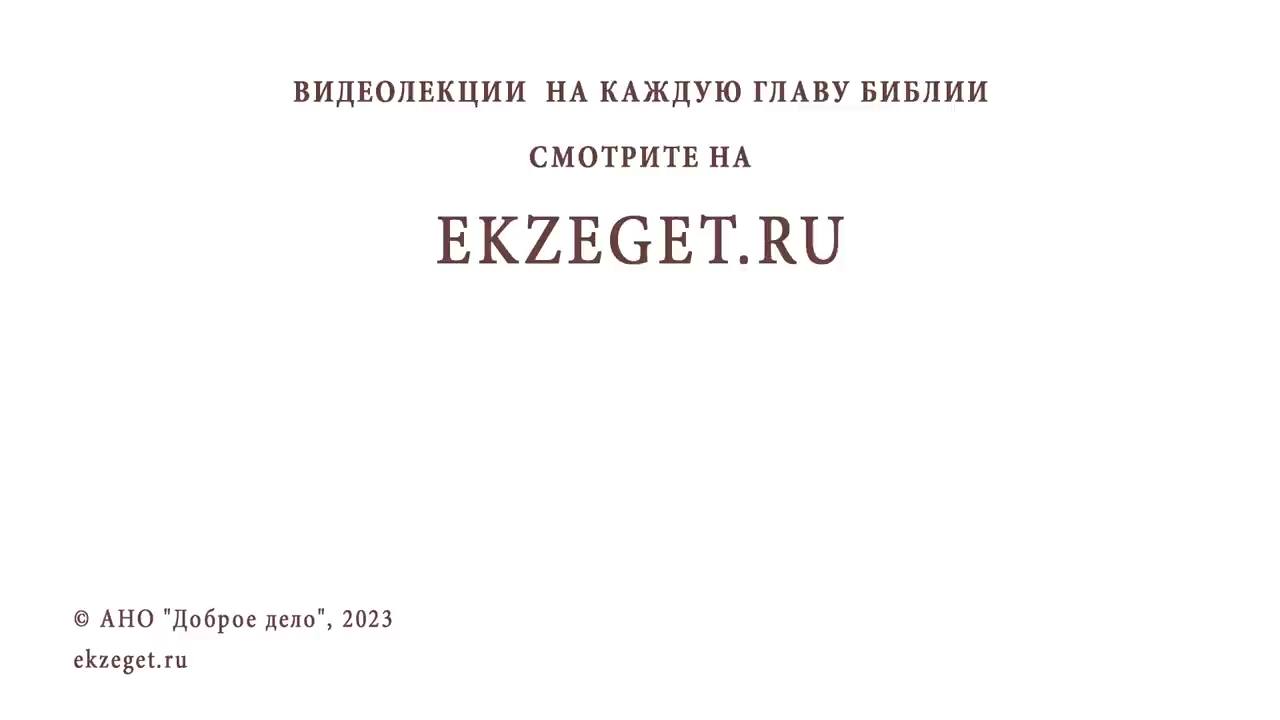 ВИДЕОЛЕКЦИИ НА КАЖДУЮ ГЛАВУ БИБЛИИ
СМОТРИТЕ НА
EKZEGET.RU
© АНО "Доброе дело", 2023
ekzeget.ru